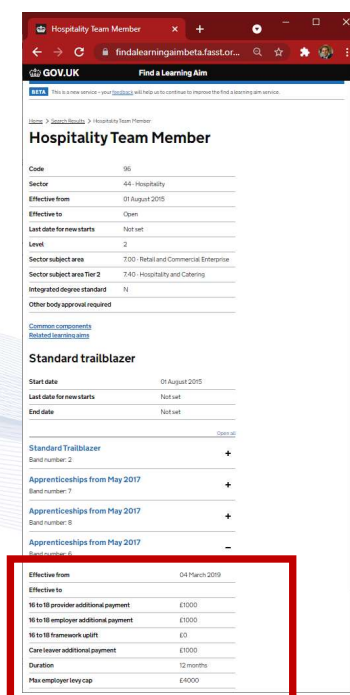 Hospitality Team Member
findalearningaimbeta.fasst.or...
GOV.UK Find a Learning Aim
BETA This is a new service - your feedback will help us to continue to improve the find a learning aim service.
Home > Search Results > Hospitality Team Member
Hospitality Team Member
Code 96
Sector 44 - Hospitality
Effective from 01 August 2015
Effective to Open
Last date for new starts Not set
Level 2
Sector subject area 7.00 - Retail and Commercial Enterprise
Sector subject area Tier 2 7.40 - Hospitality and Catering
Integrated degree standard N
Other body approval required
Common components
Related learning aims
Standard trailblazer
Start date 01 August 2015
Last date for new starts Not set
End date Not set
Open all
Standard Trailblazer
Band number: 2
Apprenticeships from May 2017
Band number: 7
Apprenticeships from May 2017
Band number: 8
Apprenticeships from May 2017
Band number: 6
Effective from 04 March 2019
Effective to
16 to 18 provider additional payment £1000
16 to 18 employer additional payment £1000
16 to 18 framework uplift £0
Care leaver additional payment £1000
Duration 12 months
Max employer levy cap £4000